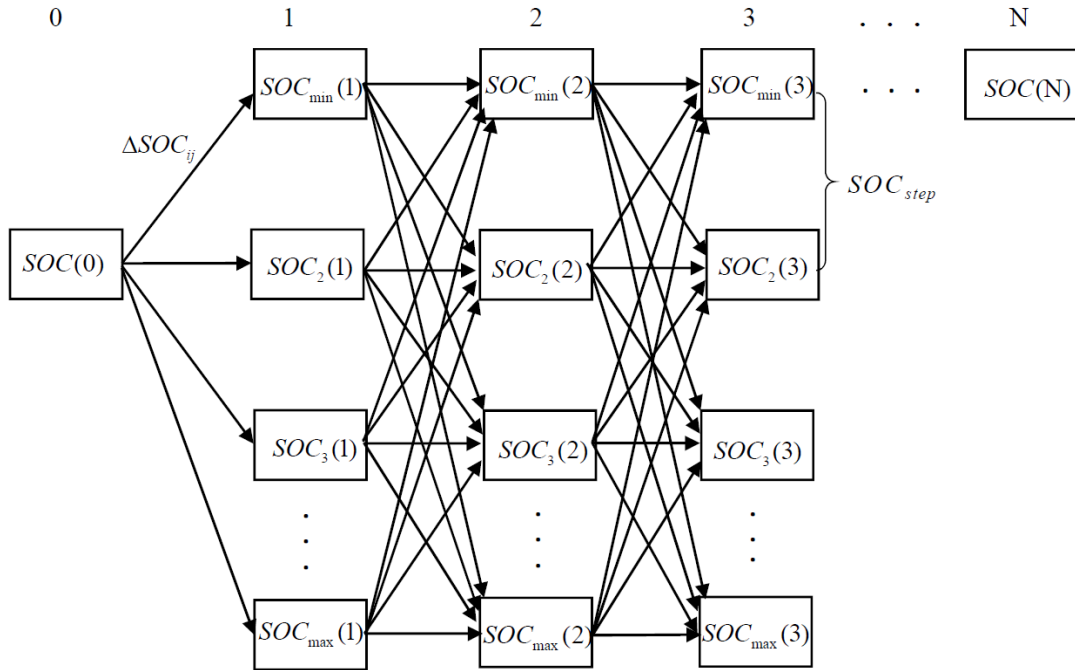 0 1 2 3 . . . N
SOC_min(1) SOC_min(2) SOC_min(3) . . . SOC(N)
ΔSOC_ij
SOC_step
SOC(0) SOC_2(1) SOC_2(2) SOC_2(3)
SOC_3(1) SOC_3(2) SOC_3(3)
. . .
. . .
. . .
SOC_max(1) SOC_max(2) SOC_max(3)